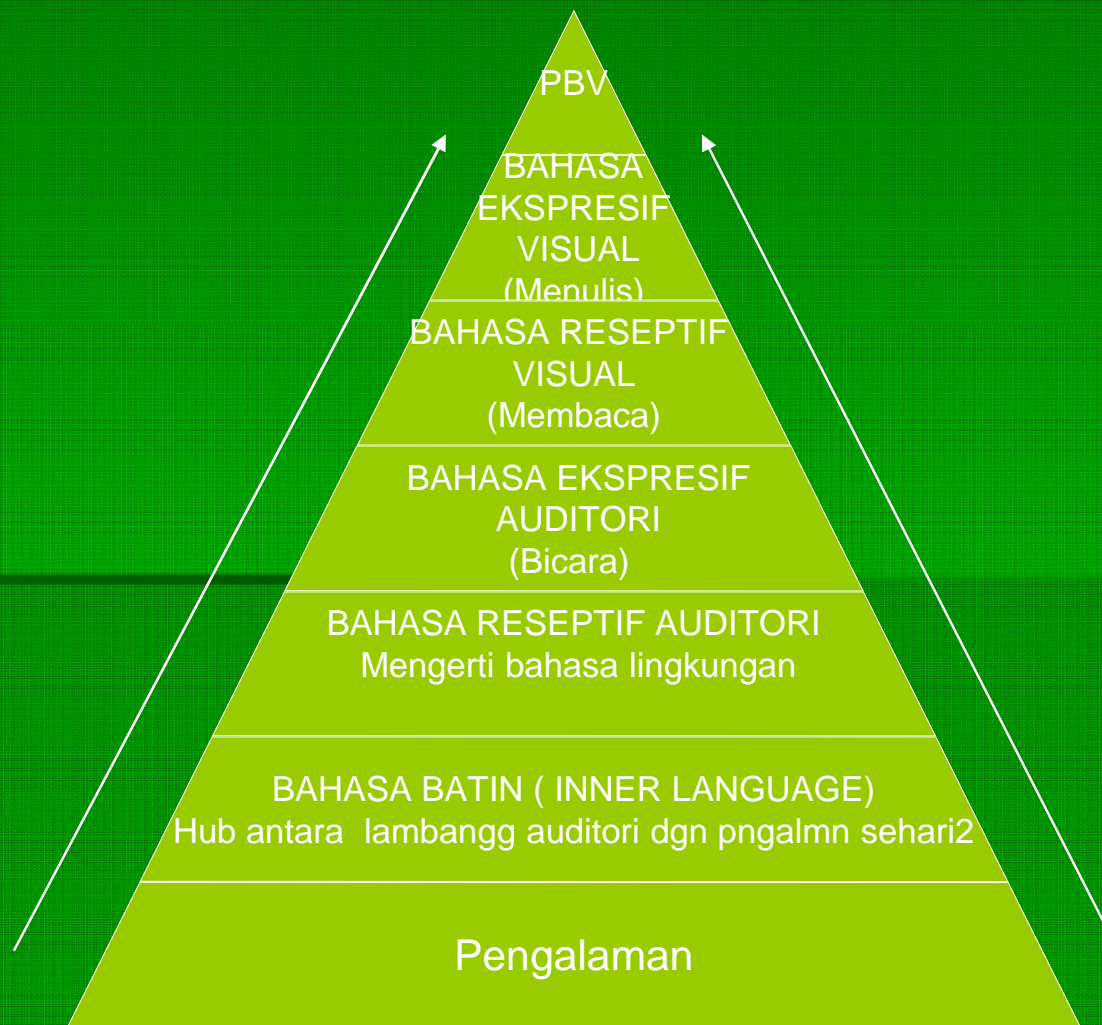 PBV
BAHASA
EKSPRESIF
VISUAL
(Menulis)
BAHASA RESEPTIF
VISUAL
(Membaca)
BAHASA EKSPRESIF
AUDITORI
(Bicara)
BAHASA RESEPTIF AUDITORI
Mengerti bahasa lingkungan
BAHASA BATIN ( INNER LANGUAGE)
Hub antara  lambangg auditori dgn pngalmn sehari2
Pengalaman